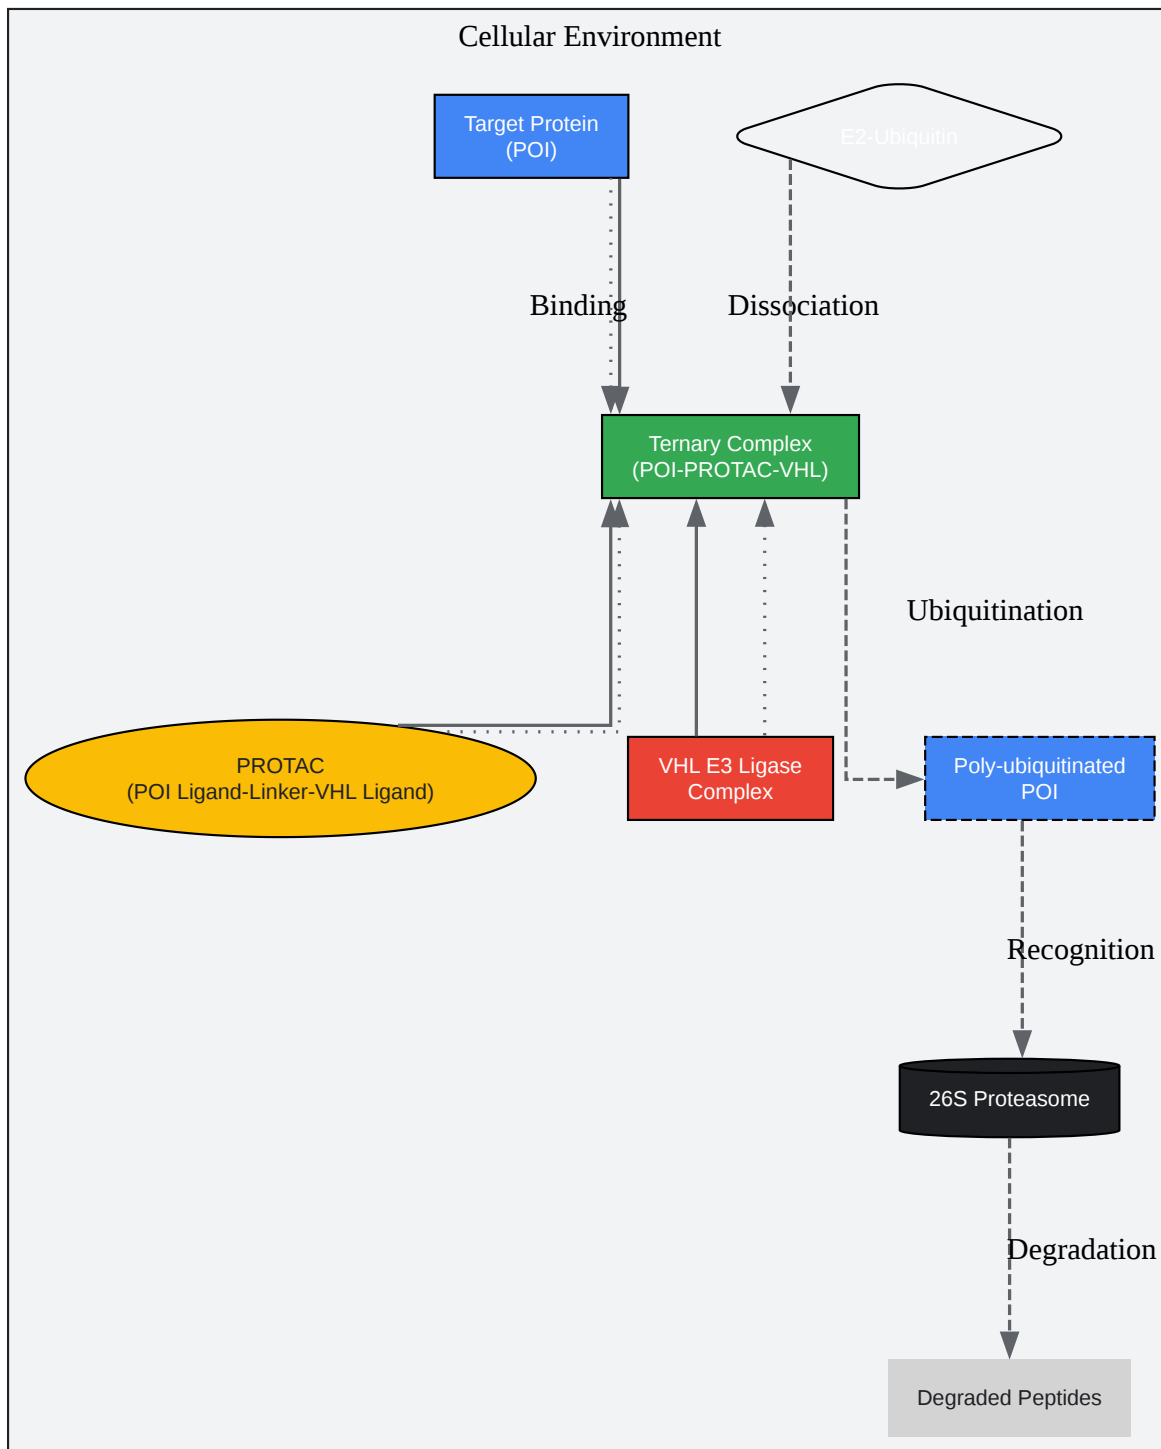 Cellular Environment
Target Protein
(POI)
E2-Ubiquitin
Binding
Dissociation
Ternary Complex
(POI-PROTAC-VHL)
Ubiquitination
PROTAC
(POI Ligand-Linker-VHL Ligand)
VHL E3 Ligase
Complex
Poly-ubiquitinated
POI
Recognition
26S Proteasome
Degradation
Degraded Peptides